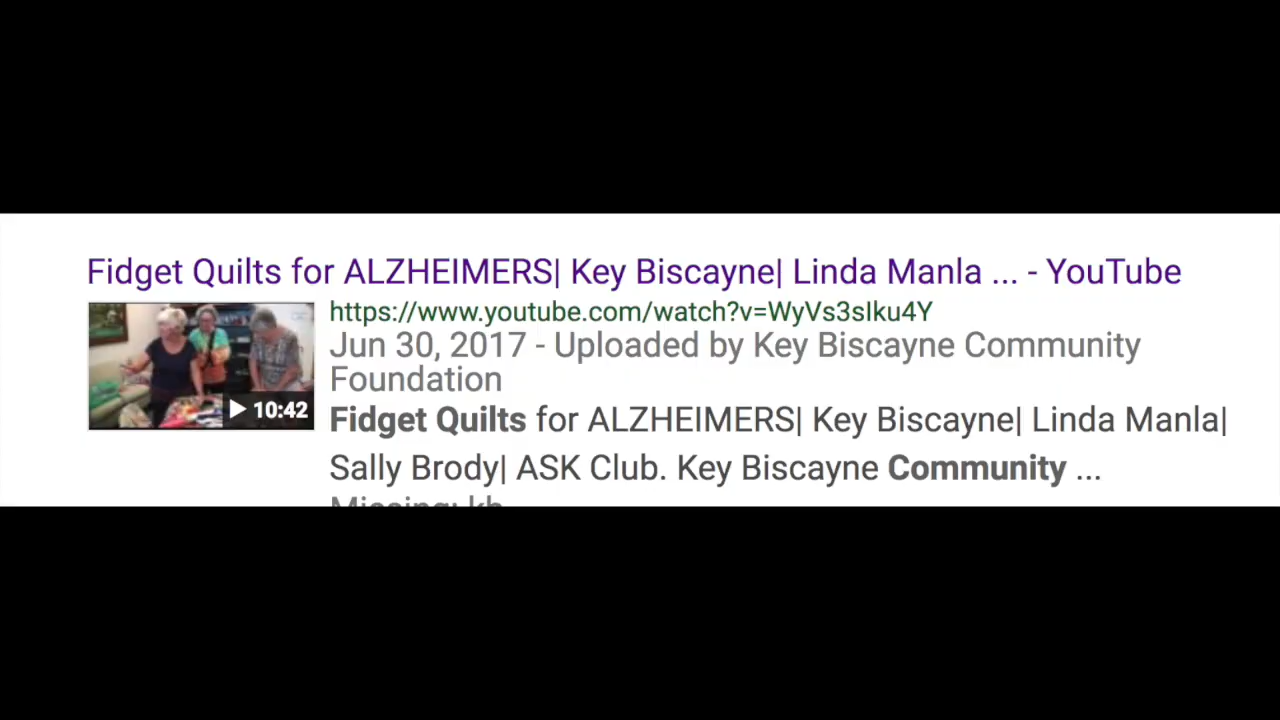 Fidget Quilts for ALZHEIMERS| Key Biscayne| Linda Manla ... - YouTube
https://www.youtube.com/watch?v=WyVs3sIku4Y
Jun 30, 2017 - Uploaded by Key Biscayne Community
Foundation
10:42
Fidget Quilts for ALZHEIMERS| Key Biscayne| Linda Manla|
Sally Brody| ASK Club. Key Biscayne Community ...
Missing: kb